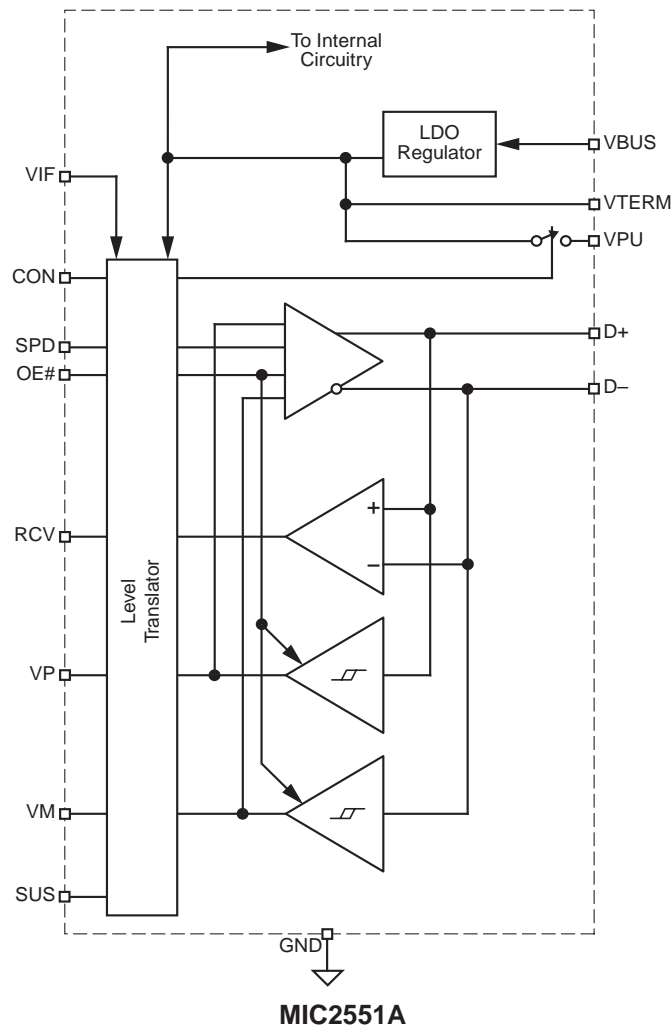 To Internal
Circuitry
LDO
Regulator
VBUS
VIF
VTERM
VPU
CON
SPD
D+
OE#
D–
+
RCV
–
Level
Translator
VP
VM
SUS
GND
MIC2551A